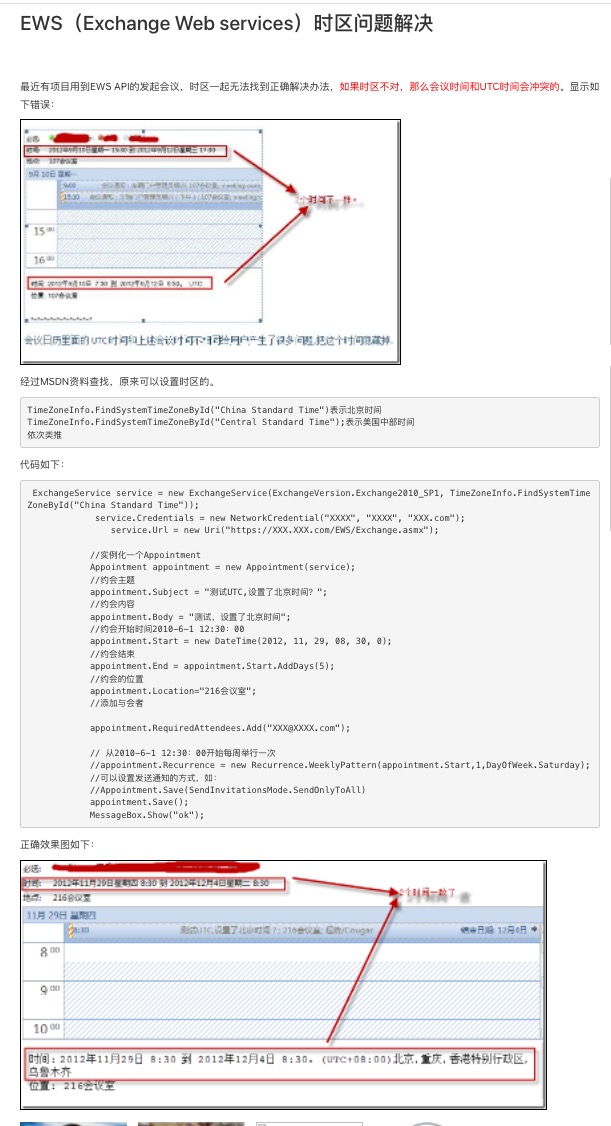 EWS（Exchange Web services）时区问题解决
最近有项目用到EWS API的发起会议，时区一起无法找到正确解决办法，如果时区不对，那么会议时间和UTC时间会冲突的。显示如
下错误：
必选:
时间: 2012年9月10日星期一 15:30 到 2012年9月12日星期三 17:30
地点: 107会议室
9月 10日 星期一
9:00
15:30
2个时间不一样。
15 00
16 00
时间: 2012年9月10日 7:30 到 2012年9月12日 9:30。 UTC
位置: 107会议室
会议日历里面的UTC时间和上述会议时间不
给用户产生了很多问题,把这个时间隐藏掉.
经过MSDN资料查找，原来可以设置时区的。
TimeZoneInfo.FindSystemTimeZoneById("China Standard Time")表示北京时间
TimeZoneInfo.FindSystemTimeZoneById("Central Standard Time");表示美国中部时间
依次类推
代码如下：
ExchangeService service = new ExchangeService(ExchangeVersion.Exchange2010_SP1, TimeZoneInfo.FindSystemTime
ZoneById("China Standard Time"));
service.Credentials = new NetworkCredential("XXXX", "XXXX", "XXX.com");
service.Url = new Uri("https://XXX.XXX.com/EWS/Exchange.asmx");
//实例化一个Appointment
Appointment appointment = new Appointment(service);
//约会主题
appointment.Subject = "测试UTC,设置了北京时间？";
//约会内容
appointment.Body = "测试，设置了北京时间";
//约会开始时间2010-6-1 12:30：00
appointment.Start = new DateTime(2012, 11, 29, 08, 30, 0);
//约会结束
appointment.End = appointment.Start.AddDays(5);
//约会的位置
appointment.Location="216会议室";
//添加与会者
appointment.RequiredAttendees.Add("XXX@XXXX.com");
// 从2010-6-1 12:30：00开始每周举行一次
//appointment.Recurrence = new Recurrence.WeeklyPattern(appointment.Start,1,DayOfWeek.Saturday);
//可以设置发送通知的方式，如：
//Appointment.Save(SendInvitationsMode.SendOnlyToAll)
appointment.Save();
MessageBox.Show("ok");
正确效果图如下：
必选:
时间: 2012年11月29日星期四 8:30 到 2012年12月4日星期二 8:30
地点: 216会议室
2个时间一致了
11月 29日 星期四
8:30 测试UTC,设置了北京时间？; 216会议室; /Cougar 结束日期 12月4日
8 00
9 00
10 00
时间：2012年11月29日 8:30 到 2012年12月4日 8:30。(UTC+08:00)北京,重庆,香港特别行政区,
乌鲁木齐
位置：216会议室